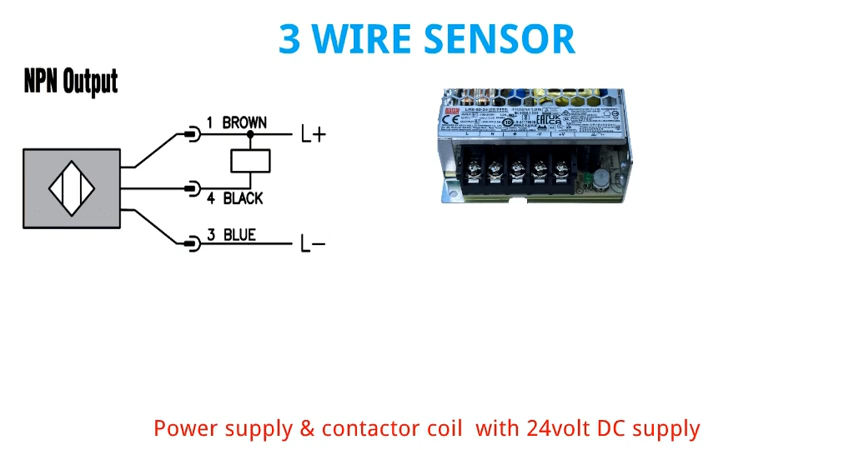 3 WIRE SENSOR
NPN Output
1 BROWN
L+
4 BLACK
3 BLUE
L−
L N -V +V
Power supply & contactor coil with 24volt DC supply